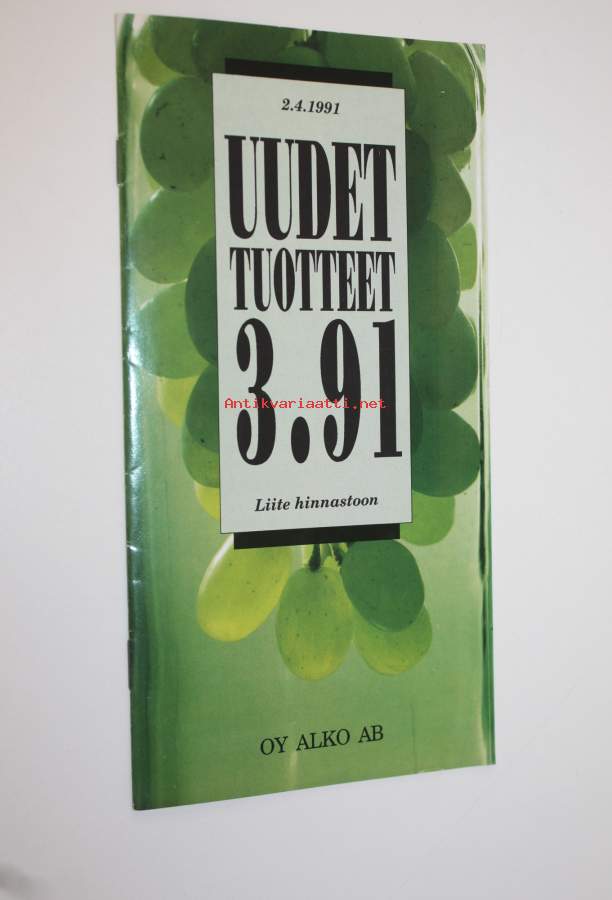 2.4.1991
UUDET
TUOTTEET
3.91
Antikvariaatti.net
Liite hinnastoon
OY ALKO AB